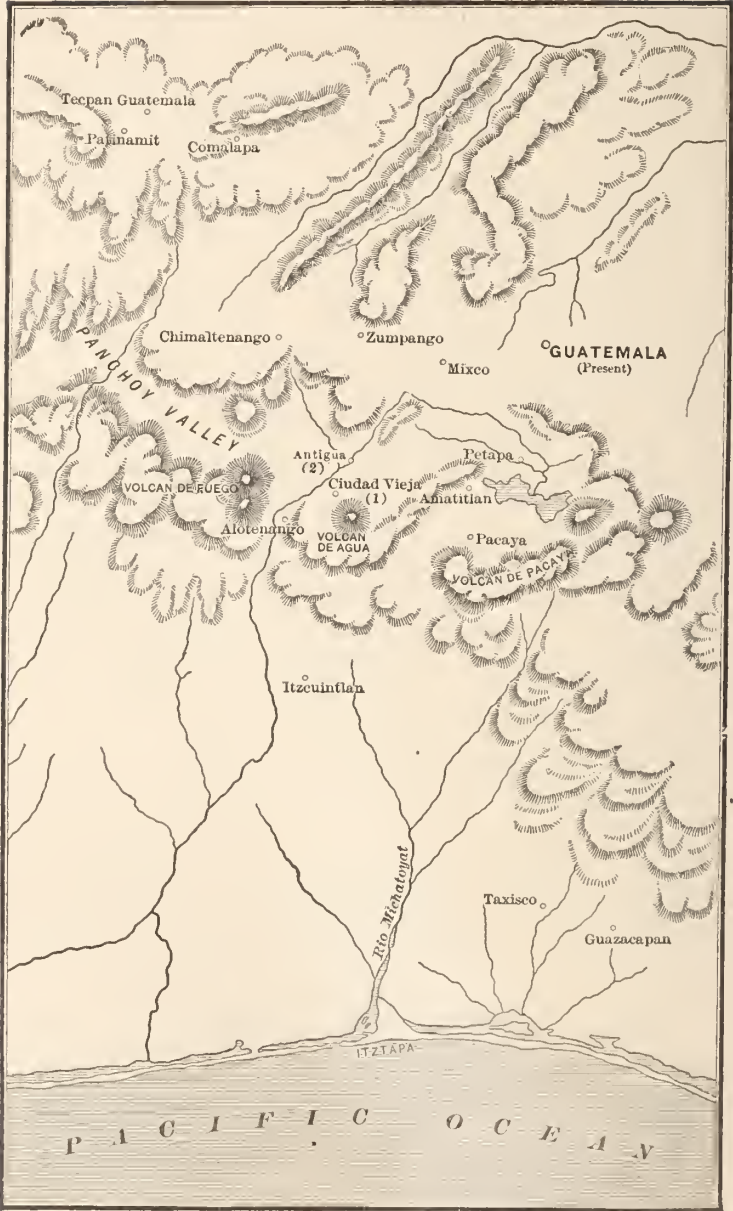 Tecpan Guatemala
Patinamit
Comalapa
PANCHOY VALLEY
Chimaltenango
Zumpango
Mixco
GUATEMALA
(Present)
Antigua
(2)
Petapa
VOLCAN DE FUEGO
Ciudad Vieja
(1)
Amatitlan
Alotenango
VOLCAN
DE AGUA
Pacaya
VOLCAN DE PACAYA
Itzcuintlan
Rio Michatoyat
Taxisco
Guazacapan
ITZTAPA
PACIFIC OCEAN